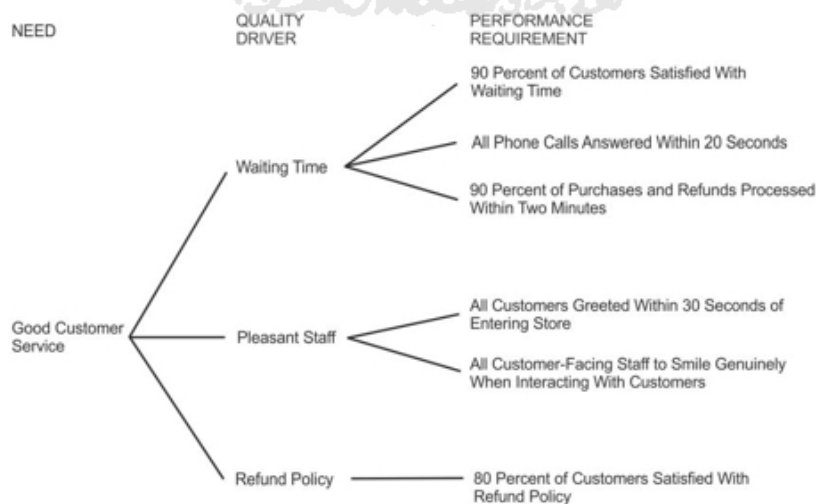 NEED
QUALITY
DRIVER
PERFORMANCE
REQUIREMENT
90 Percent of Customers Satisfied With
Waiting Time
All Phone Calls Answered Within 20 Seconds
Waiting Time
90 Percent of Purchases and Refunds Processed
Within Two Minutes
All Customers Greeted Within 30 Seconds of
Entering Store
Good Customer
Service
Pleasant Staff
All Customer-Facing Staff to Smile Genuinely
When Interacting With Customers
Refund Policy
80 Percent of Customers Satisfied With
Refund Policy